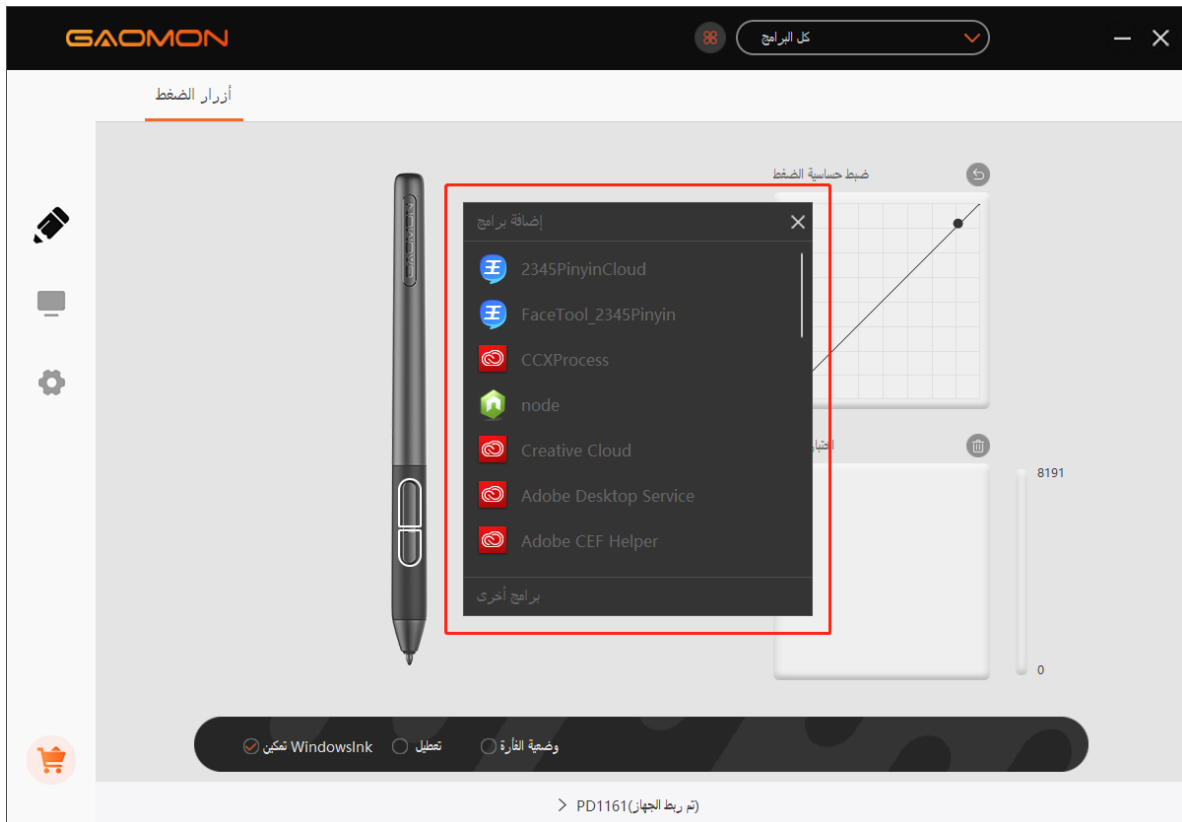 GAOMON
كل البرامج
أزرار الضغط
ضبط حساسية الضغط
GAOMON
إضافة برامج
2345PinyinCloud
FaceTool_2345Pinyin
CCXProcess
node
Creative Cloud
Adobe Desktop Service
Adobe CEF Helper
برامج أخرى
8191
0
تمكين WindowsInk
تعطيل
وضعية الفأرة
PD1161(تم ربط الجهاز)